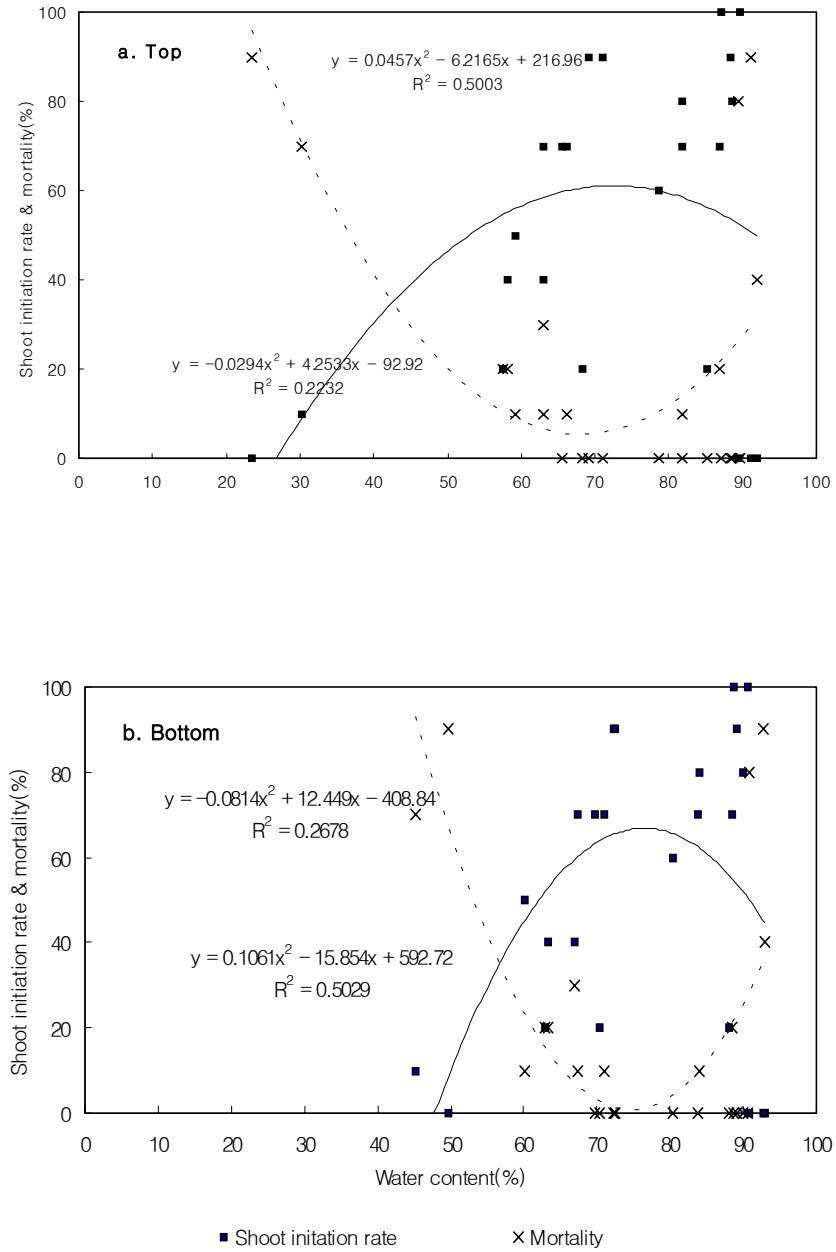 100
80
60
40
20
0
Shoot initiation rate & mortality(%)
a. Top
y = 0.0457x² − 6.2165x + 216.96
R² = 0.5003
y = −0.0294x² + 4.2533x − 92.92
R² = 0.2232
0 10 20 30 40 50 60 70 80 90 100
100
80
60
40
20
0
Shoot initiation rate & mortality(%)
b. Bottom
y = −0.0814x² + 12.449x − 408.84
R² = 0.2678
y = 0.1061x² − 15.854x + 592.72
R² = 0.5029
0 10 20 30 40 50 60 70 80 90 100
Water content(%)
Shoot initation rate Mortality